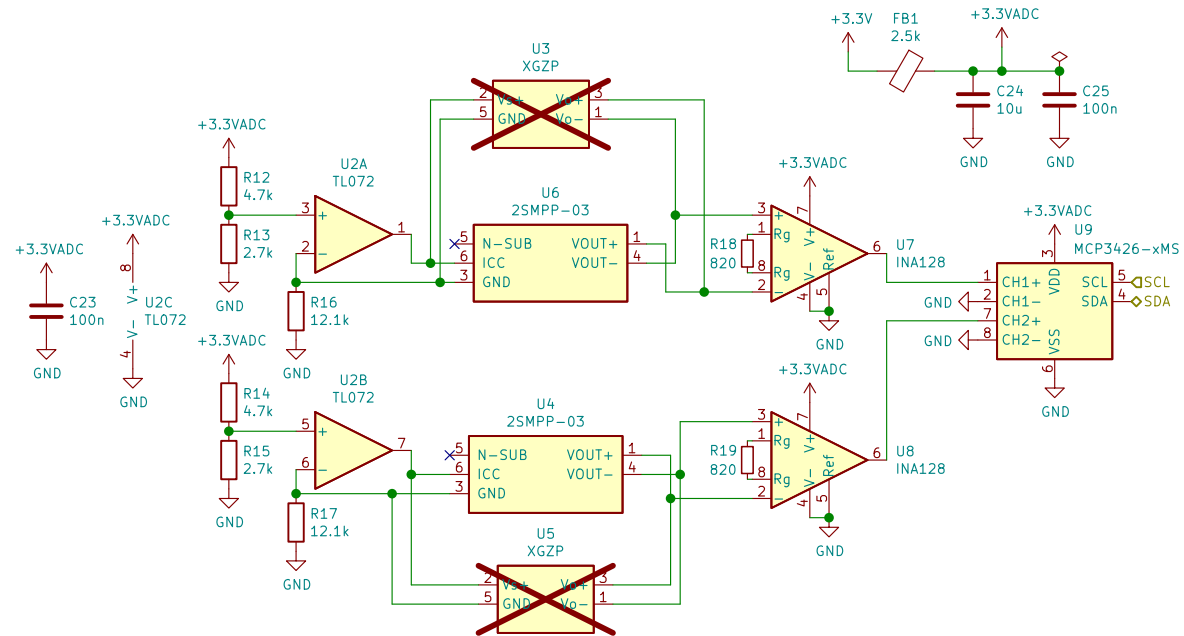 +3.3V
FB1
2.5k
+3.3VADC
C24
10u
C25
100n
GND
GND
U3
XGZP
2
Vs+
5
GND
Vo+
3
Vo-
1
+3.3VADC
R12
4.7k
R13
2.7k
GND
U2A
TL072
3
+
2
-
1
R16
12.1k
GND
U6
2SMPP-03
5
N-SUB
6
ICC
3
GND
VOUT+
1
VOUT-
4
+3.3VADC
R18
820
3
+
1
Rg
8
Rg
2
-
7
V+
V-
4
Ref
5
6
U7
INA128
GND
+3.3VADC
U9
MCP3426-xMS
3
VDD
1
CH1+
GND
2
CH1-
7
CH2+
GND
8
CH2-
SCL
5
SCL
SDA
4
SDA
VSS
6
GND
+3.3VADC
C23
100n
GND
+3.3VADC
8
V+
U2C
TL072
V-
4
GND
+3.3VADC
R14
4.7k
R15
2.7k
GND
U2B
TL072
5
+
6
-
7
R17
12.1k
GND
U4
2SMPP-03
5
N-SUB
6
ICC
3
GND
VOUT+
1
VOUT-
4
U5
XGZP
2
Vs+
5
GND
Vo+
3
Vo-
1
+3.3VADC
R19
820
3
+
1
Rg
8
Rg
2
-
7
V+
V-
4
Ref
5
6
U8
INA128
GND